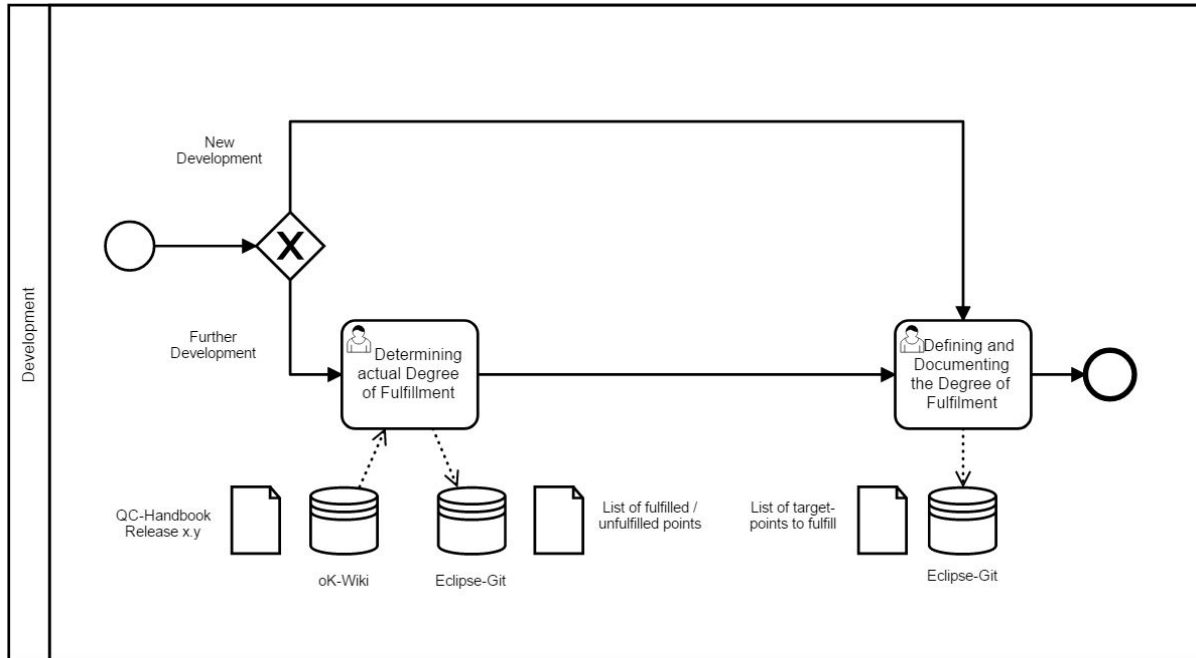 Development
New
Development
X
Further
Development
Determining
actual Degree
of Fulfillment
Defining and
Documenting
the Degree of
Fulfilment
QC-Handbook
Release x.y
oK-Wiki
Eclipse-Git
List of fulfilled /
unfulfilled points
List of target-
points to fulfill
Eclipse-Git